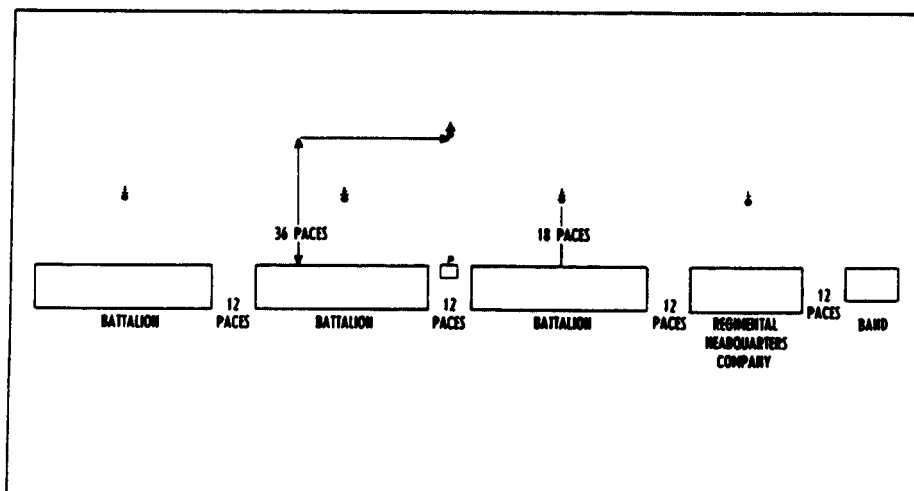 36 PACES
18 PACES
P
12
PACES
12
PACES
12
PACES
12
PACES
BATTALION
BATTALION
BATTALION
REGIMENTAL
HEADQUARTERS
COMPANY
BAND